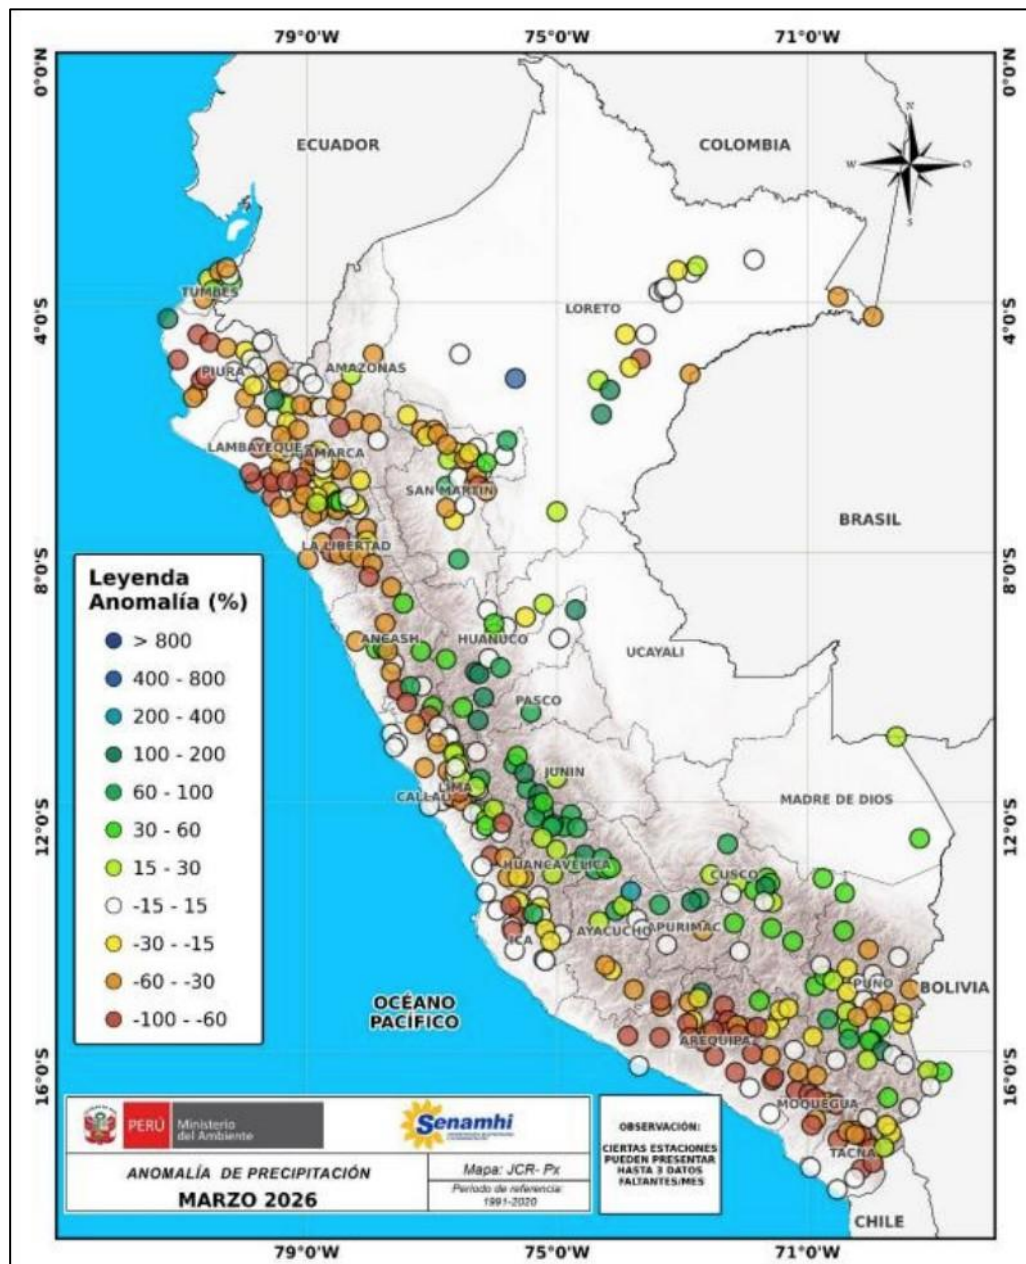 79°0'W 75°0'W 71°0'W
0°0'N
0°0'N
ECUADOR
COLOMBIA
N
W
O
S
TUMBES
LORETO
4°0'S
4°0'S
PIURA
AMAZONAS
LAMBAYEQUE
CAJAMARCA
SAN MARTIN
BRASIL
LA LIBERTAD
8°0'S
8°0'S
Leyenda
Anomalía (%)
> 800
400 - 800
200 - 400
100 - 200
60 - 100
30 - 60
15 - 30
-15 - 15
-30 - -15
-60 - -30
-100 - -60
ANCASH
HUANUCO
UCAYALI
PASCO
JUNIN
LIMA
CALLAO
MADRE DE DIOS
12°0'S
12°0'S
HUANCAVELICA
CUSCO
ICA
AYACUCHO
APURIMAC
PUNO
BOLIVIA
OCÉANO
PACÍFICO
AREQUIPA
16°0'S
16°0'S
MOQUEGUA
TACNA
CHILE
PERÚ
Ministerio
del Ambiente
Senamhi
ANOMALÍA DE PRECIPITACIÓN
MARZO 2026
Mapa: JCR- Px
Periodo de referencia:
1991-2020
OBSERVACIÓN:
CIERTAS ESTACIONES
PUEDEN PRESENTAR
HASTA 3 DATOS
FALTANTES/MES
79°0'W 75°0'W 71°0'W